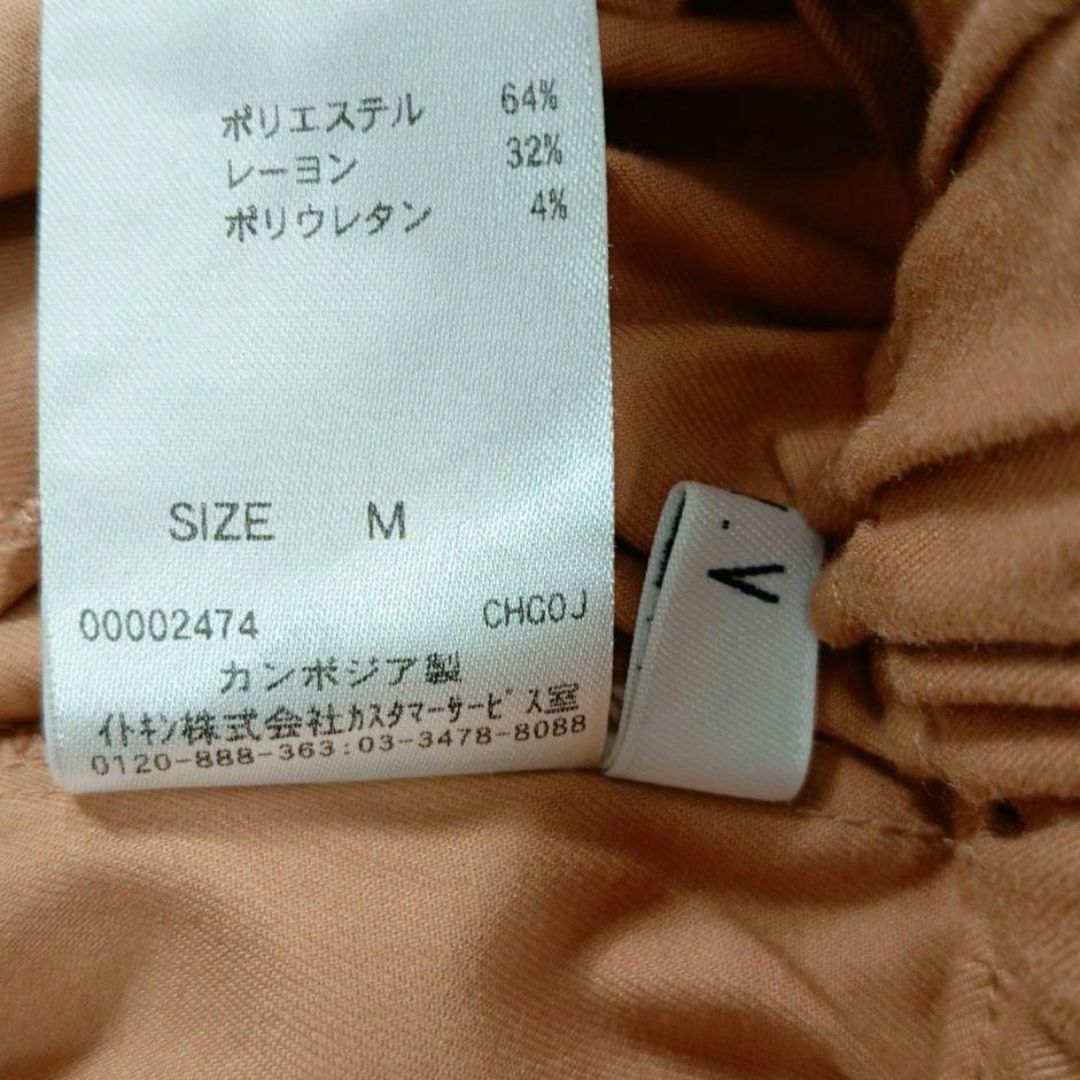 ポリエステル 64%
レーヨン 32%
ポリウレタン 4%
SIZE M
00002474 CHG0J
カンボジア製
ｲﾄｷﾝ株式会社ｶｽﾀﾏｰｻｰﾋﾞｽ室
0120-888-363:03-3478-8088